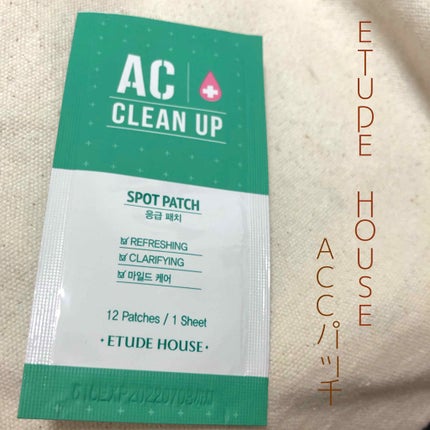 AC
CLEAN UP
SPOT PATCH
응급 패치
REFRESHING
CLARIFYING
마일드 케어
12 Patches / 1 Sheet
ETUDE HOUSE
ETUDE HOUSE
ACCパッチ